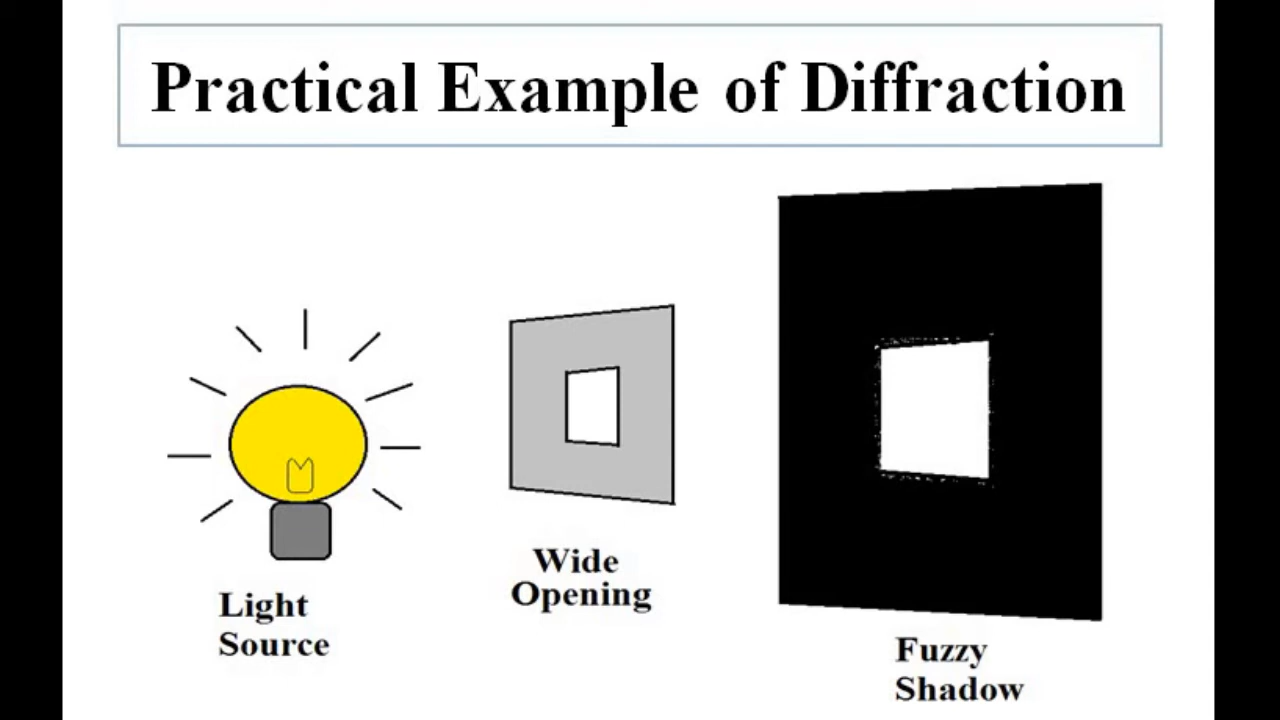 Practical Example of Diffraction
Wide
Opening
Light
Source
Fuzzy
Shadow